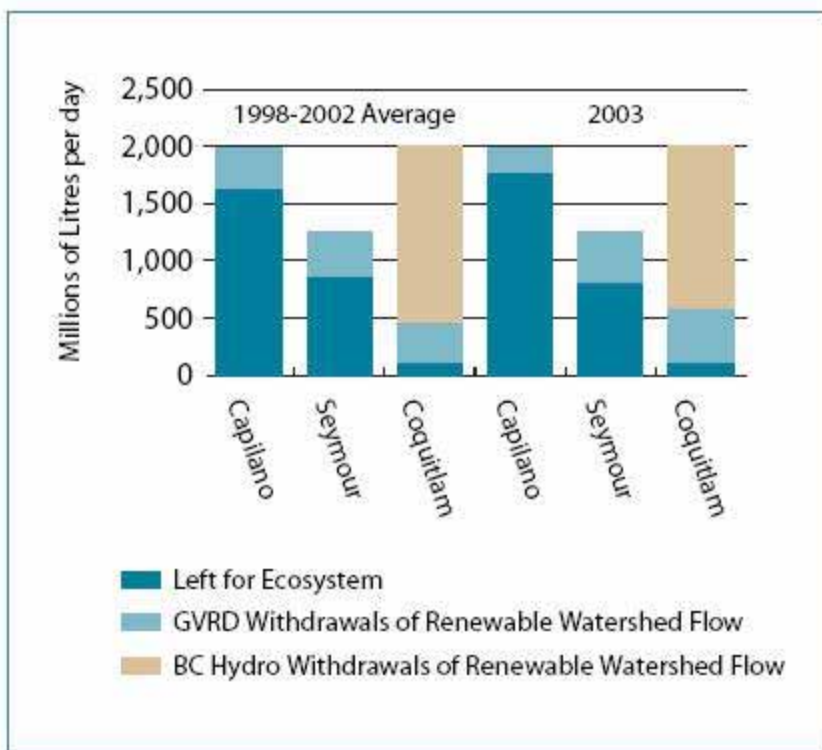 Millions of Litres per day
2,500
2,000
1,500
1,000
500
0
1998-2002 Average
2003
Capilano
Seymour
Coquitlam
Capilano
Seymour
Coquitlam
Left for Ecosystem
GVRD Withdrawals of Renewable Watershed Flow
BC Hydro Withdrawals of Renewable Watershed Flow